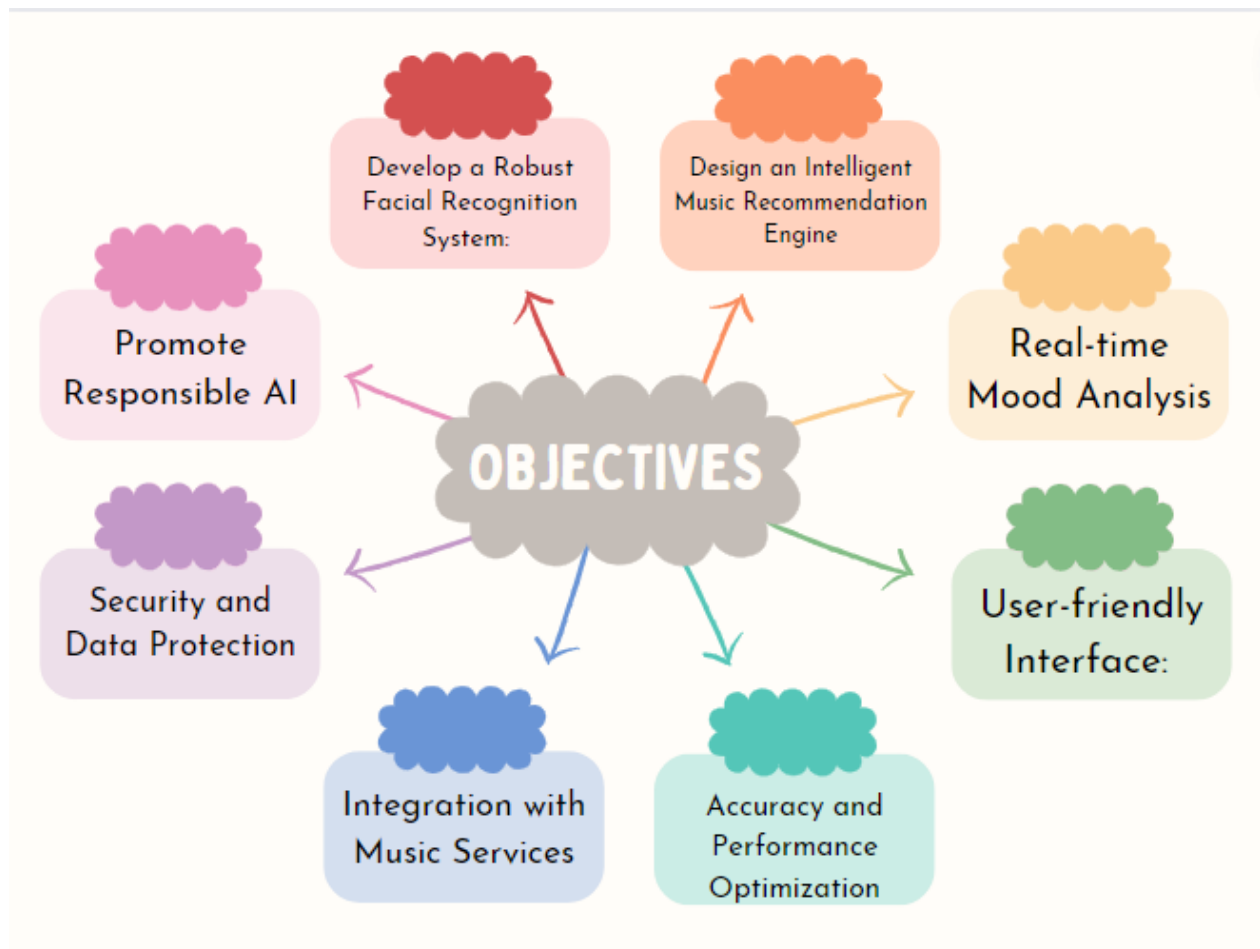 Develop a Robust
Facial Recognition
System:
Design an Intelligent
Music Recommendation
Engine
Promote
Responsible AI
Real-time
Mood Analysis
OBJECTIVES
Security and
Data Protection
User-friendly
Interface:
Integration with
Music Services
Accuracy and
Performance
Optimization